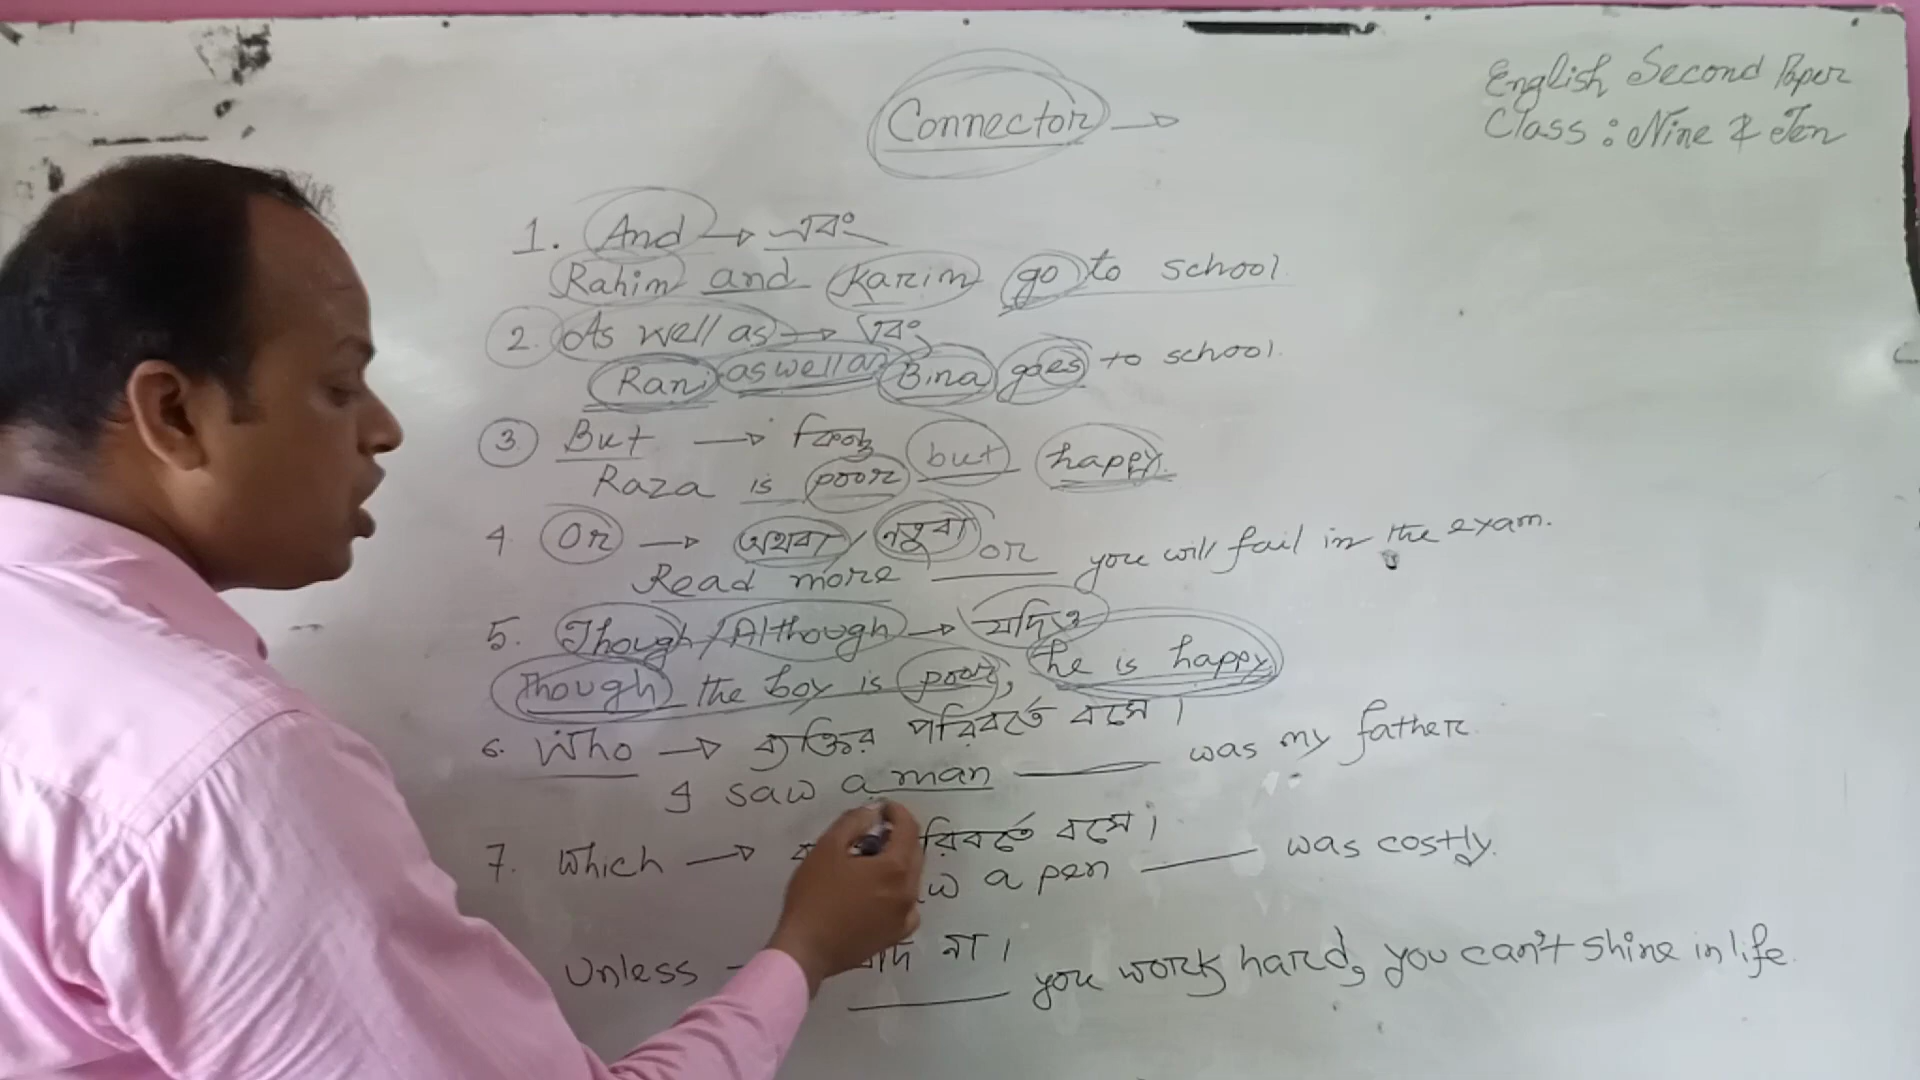 Connector →
English Second Paper
Class : Nine & Ten
1. And → এবং
Rahim and Karim go to school.
2. As well as → এবং
Rani as well as Bina goes to school.
3. But → কিন্তু
Raza is poor but happy.
4. Or → অথবা / নতুবা
Read more or you will fail in the exam.
5. Though / Although → যদিও
Though the boy is poor, he is happy.
6. Who → ব্যক্তির পরিবর্তে বসে।
I saw a man ______ was my father.
7. Which → রিবর্তে বসে।
a pen ______ was costly.
Unless না।
______ you work hard, you can't shine in life.